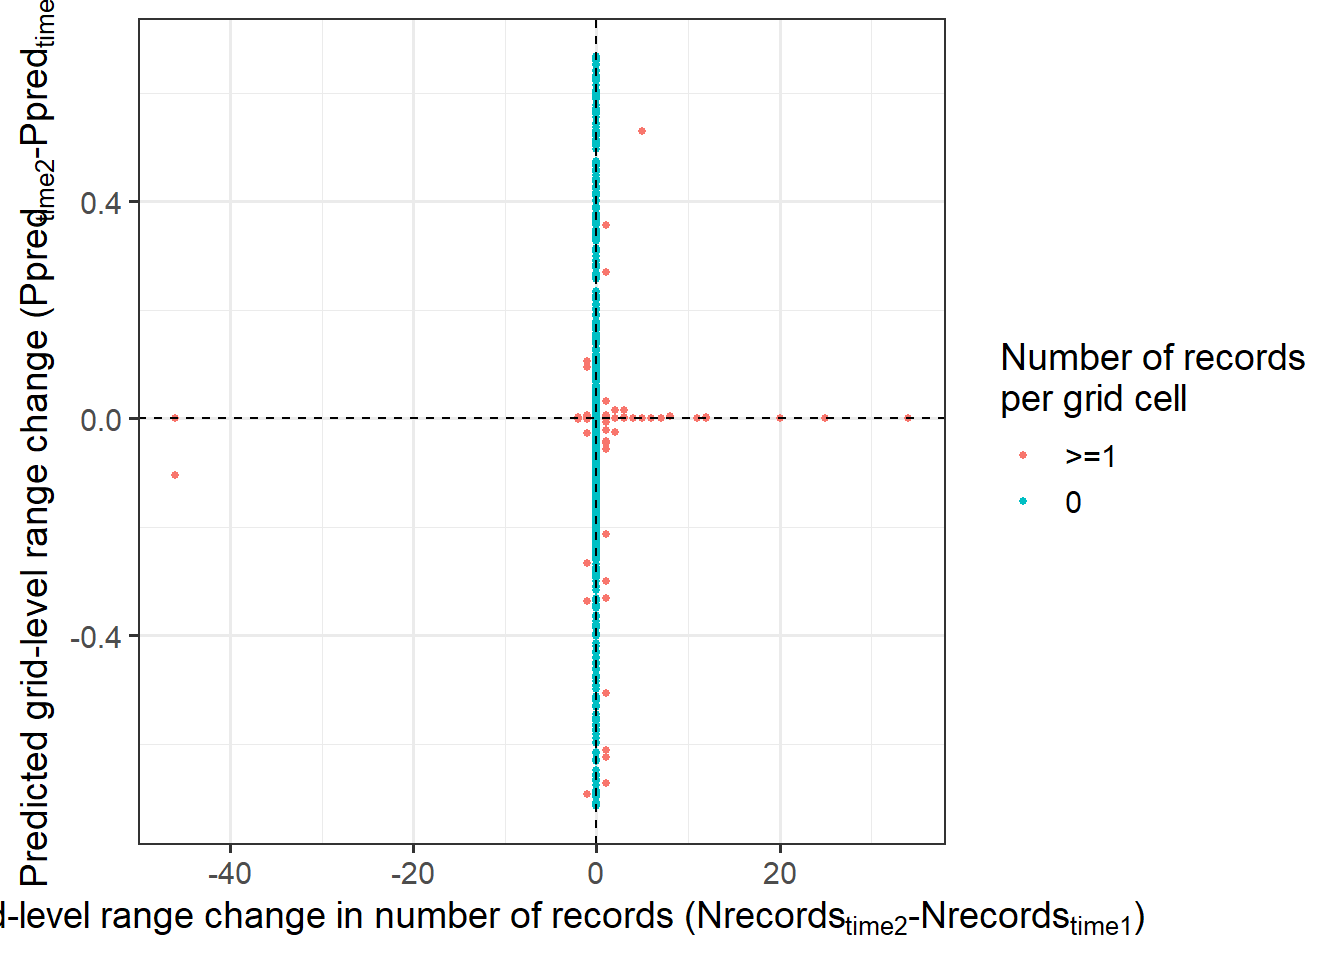 Predicted grid-level range change (Ppredtime2-Ppredtime
0.4
0.0
-0.4
-40
-20
0
20
d-level range change in number of records (Nrecordstime2-Nrecordstime1)
Number of records
per grid cell
>=1
0